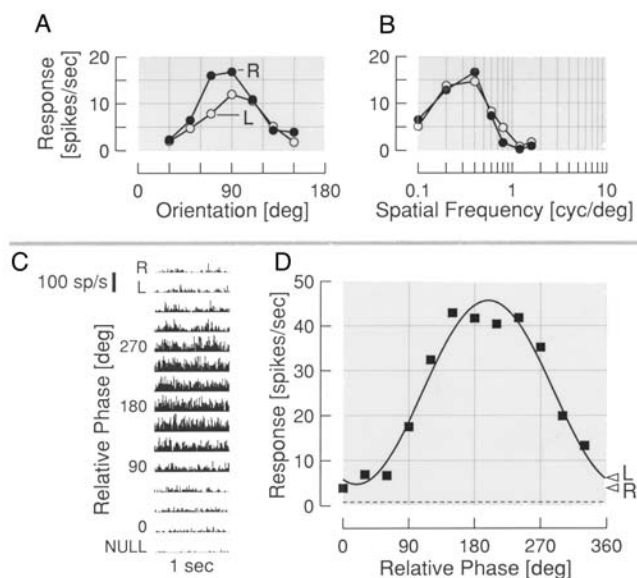 A
Response
[spikes/sec]
20
10
0
R
L
0 90 180
Orientation [deg]
B
20
10
0
0.1 1 10
Spatial Frequency [cyc/deg]
C
100 sp/s
R
L
Relative Phase [deg]
270
180
90
0
NULL
1 sec
D
Response [spikes/sec]
50
40
30
20
10
0
L
R
0 90 180 270 360
Relative Phase [deg]